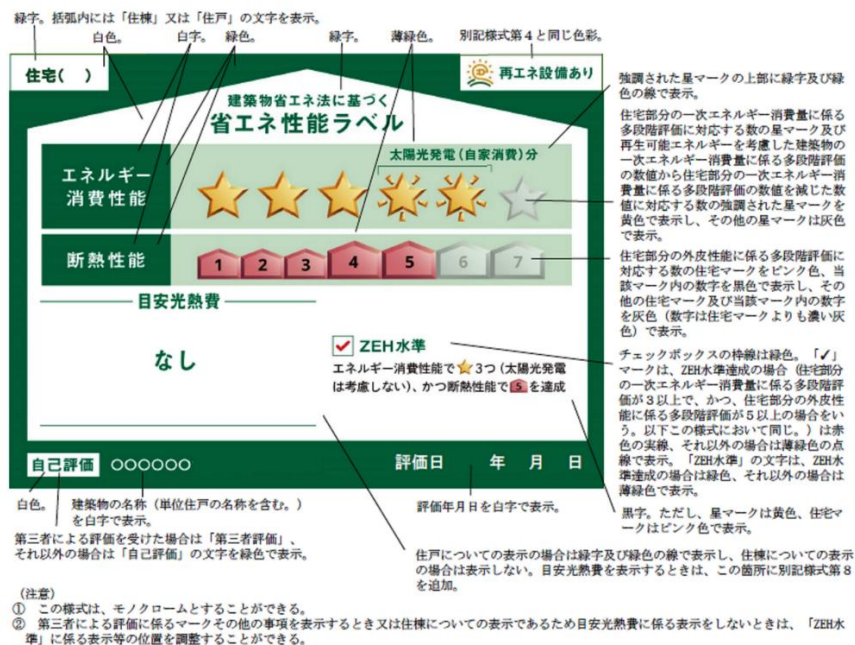 緑字。括弧内には「住棟」又は「住戸」の文字を表示。
白色。
白字。
緑色。
緑字。
薄緑色。
別記様式第４と同じ色彩。
住宅(　)
再エネ設備あり
建築物省エネ法に基づく
省エネ性能ラベル
太陽光発電(自家消費)分
エネルギー
消費性能
断熱性能
1 2 3 4 5 6 7
目安光熱費
なし
ZEH水準
エネルギー消費性能で★3つ（太陽光発電
は考慮しない）、かつ断熱性能で5を達成
自己評価 ○○○○○○
評価日　年　月　日
強調された星マークの上部に緑字及び緑
色の線で表示。
住宅部分の一次エネルギー消費量に係る
多段階評価に対応する数の星マーク及び
再生可能エネルギーを考慮した建築物の
一次エネルギー消費量に係る多段階評価
の数値から住宅部分の一次エネルギー消
費量に係る多段階評価の数値を減じた数
値に対応する数の強調された星マークを
黄色で表示し、その他の星マークは灰色
で表示。
住宅部分の外皮性能に係る多段階評価に
対応する数の住宅マークをピンク色、当
該マーク内の数字を黒色で表示し、その
他の住宅マーク及び当該マーク内の数字
を灰色（数字は住宅マークよりも濃い灰
色）で表示。
チェックボックスの枠線は緑色。「✓」
マークは、ZEH水準達成の場合（住宅部分
の一次エネルギー消費量に係る多段階評
価が３以上で、かつ、住宅部分の外皮性
能に係る多段階評価が５以上の場合をい
う。以下この様式において同じ。）は赤
色の実線、それ以外の場合は薄緑色の点
線で表示。「ZEH水準」の文字は、ZEH水
準達成の場合は緑色、それ以外の場合は
薄緑色で表示。
黒字。ただし、星マークは黄色、住宅マ
ークはピンク色で表示。
白色。
建築物の名称（単位住戸の名称を含む。）
を白字で表示。
評価年月日を白字で表示。
第三者による評価を受けた場合は「第三者評価」、
それ以外の場合は「自己評価」の文字を緑色で表示。
住戸についての表示の場合は緑字及び緑色の線で表示し、住棟についての表示
の場合は表示しない。目安光熱費を表示するときは、この箇所に別記様式第８
を追加。
（注意）
①　この様式は、モノクロームとすることができる。
②　第三者による評価に係るマークその他の事項を表示するとき又は住棟についての表示であるため目安光熱費に係る表示をしないときは、「ZEH水
準」に係る表示等の位置を調整することができる。